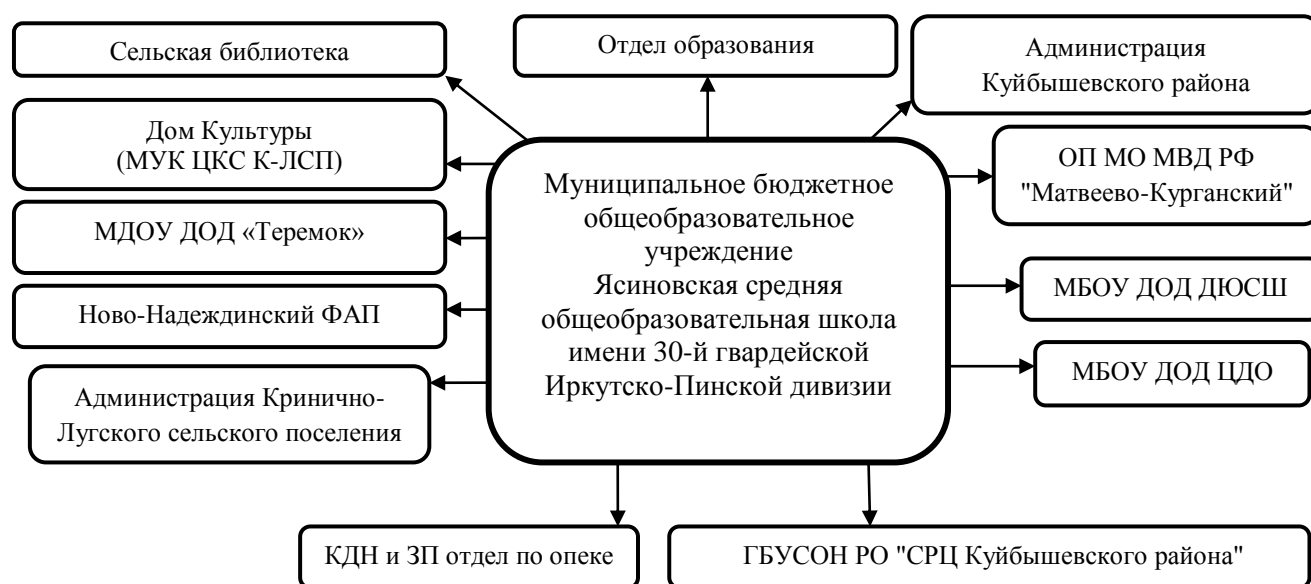 Сельская библиотека
Отдел образования
Администрация
Куйбышевского района
Дом Культуры
(МУК ЦКС К-ЛСП)
ОП МО МВД РФ
"Матвеево-Курганский"
МДОУ ДОД «Теремок»
Муниципальное бюджетное
общеобразовательное
учреждение
Ясиновская средняя
общеобразовательная школа
имени 30-й гвардейской
Иркутско-Пинской дивизии
МБОУ ДОД ДЮСШ
Ново-Надеждинский ФАП
МБОУ ДОД ЦДО
Администрация Кринично-
Лугского сельского поселения
КДН и ЗП отдел по опеке
ГБУСОН РО "СРЦ Куйбышевского района"